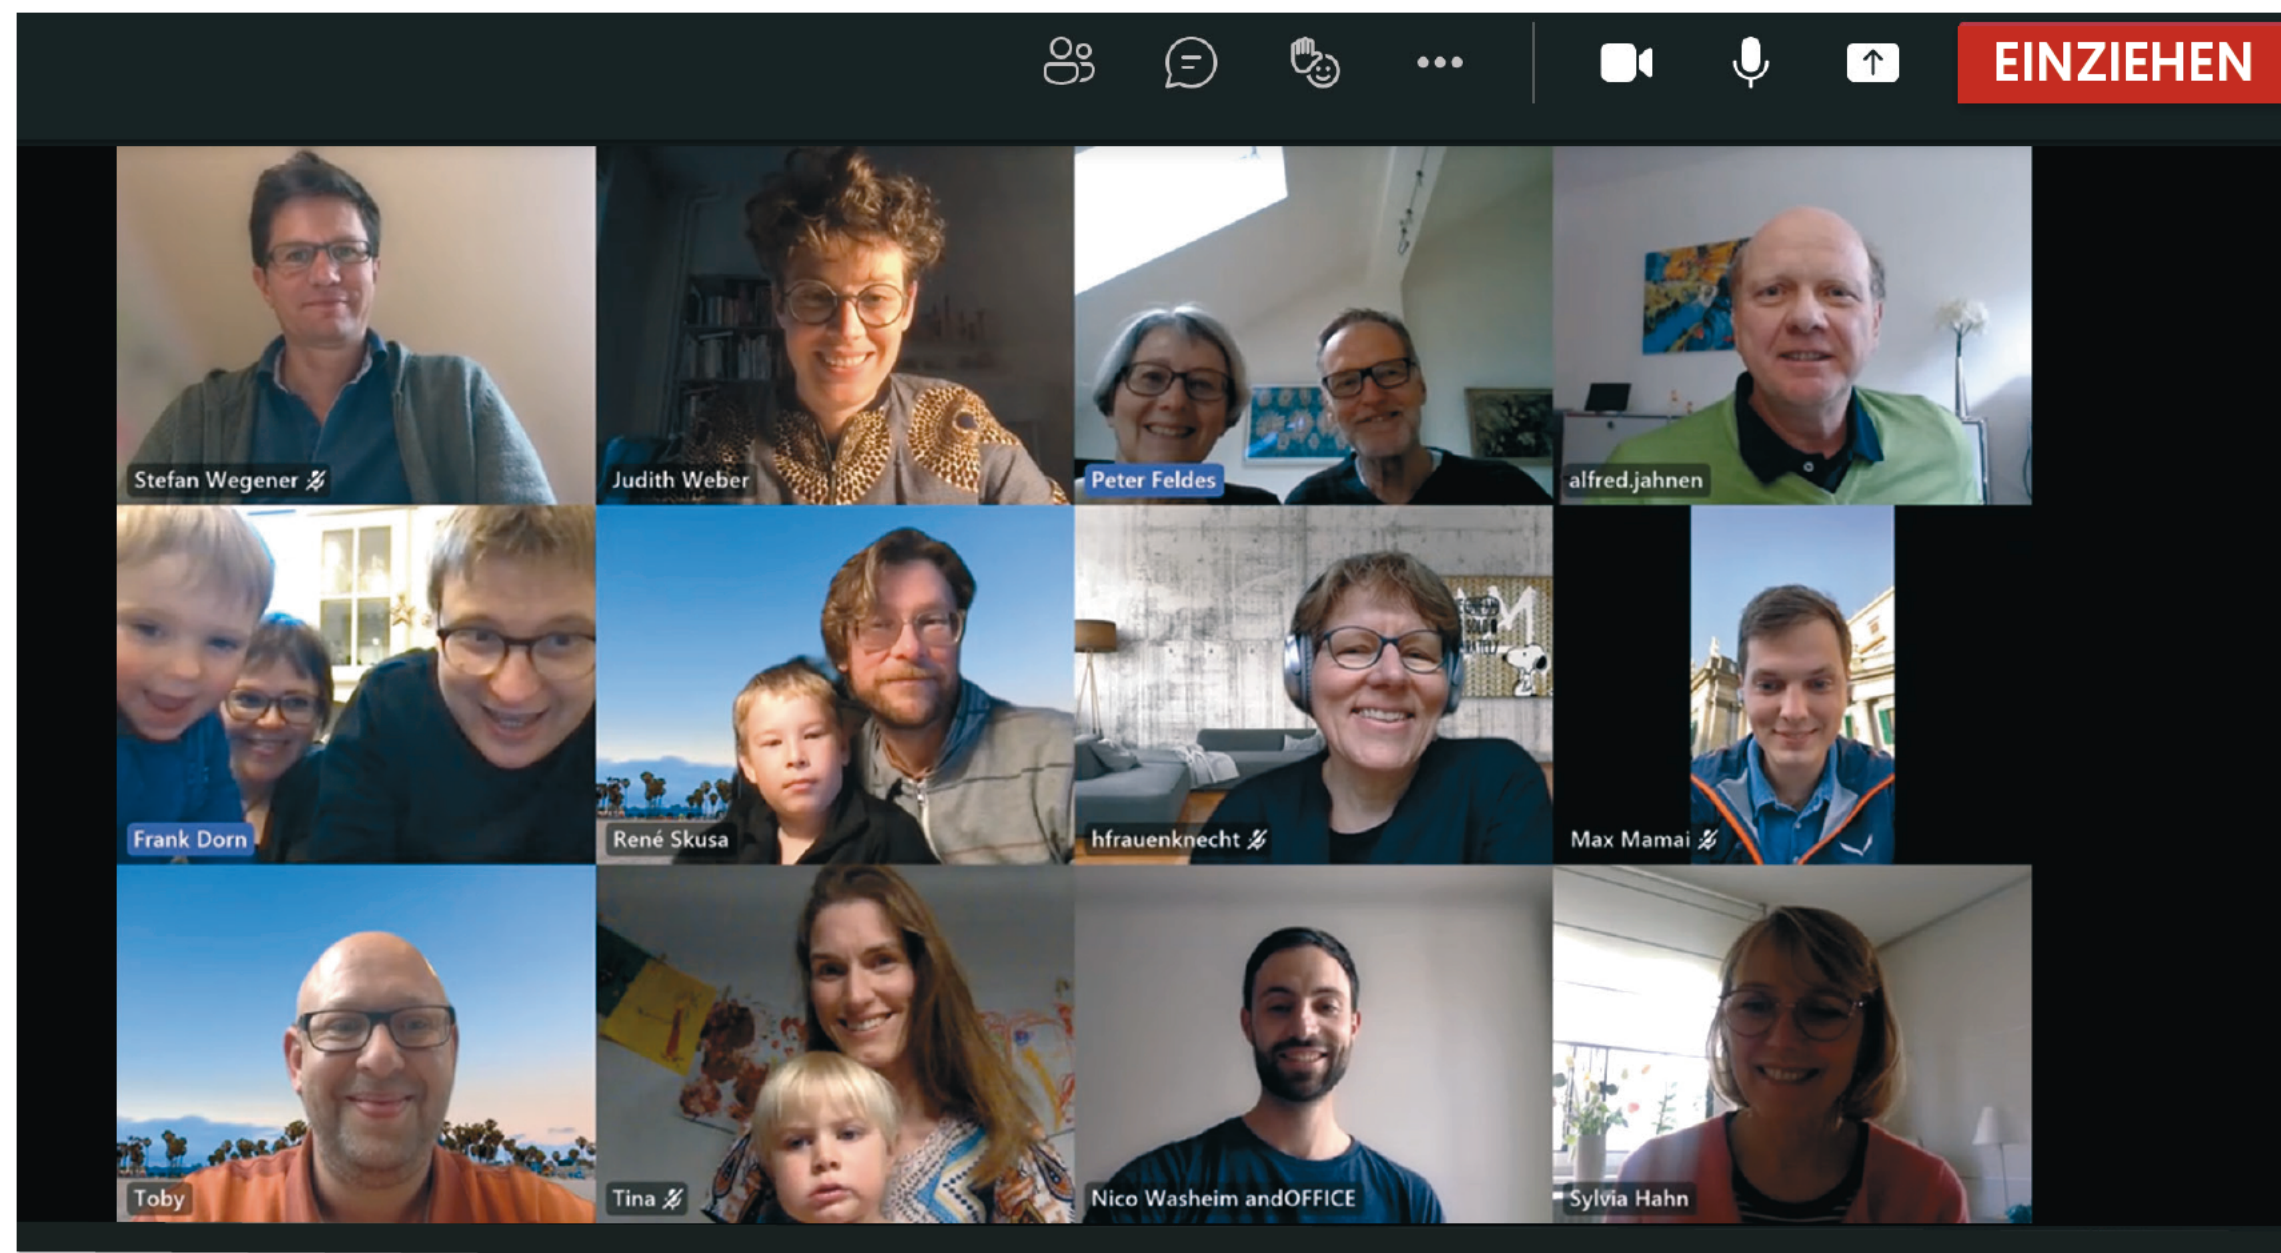 EINZIEHEN
Stefan Wegener
Judith Weber
Peter Feldes
alfred.jahnen
Frank Dorn
René Skusa
hfrauenknecht
Max Mamai
Toby
Tina
Nico Washeim andOFFICE
Sylvia Hahn